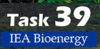 Task 39
IEA Bioenergy